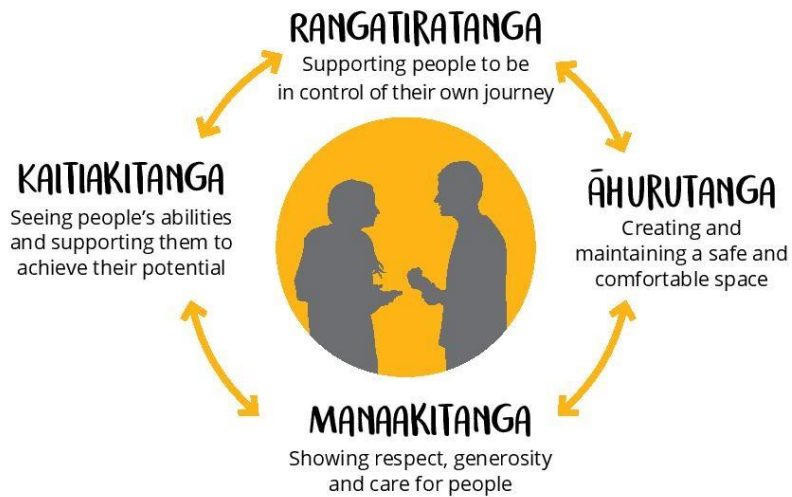 RANGATIRATANGA
Supporting people to be
in control of their own journey
KAITIAKITANGA
Seeing people's abilities
and supporting them to
achieve their potential
ĀHURUTANGA
Creating and
maintaining a safe and
comfortable space
MANAAKITANGA
Showing respect, generosity
and care for people